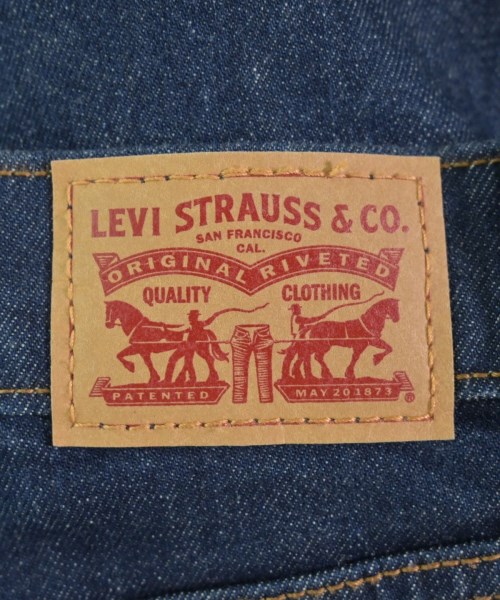 LEVI STRAUSS & CO.
SAN FRANCISCO
CAL.
ORIGINAL RIVETED
QUALITY CLOTHING
PATENTED MAY 20 1873 ®